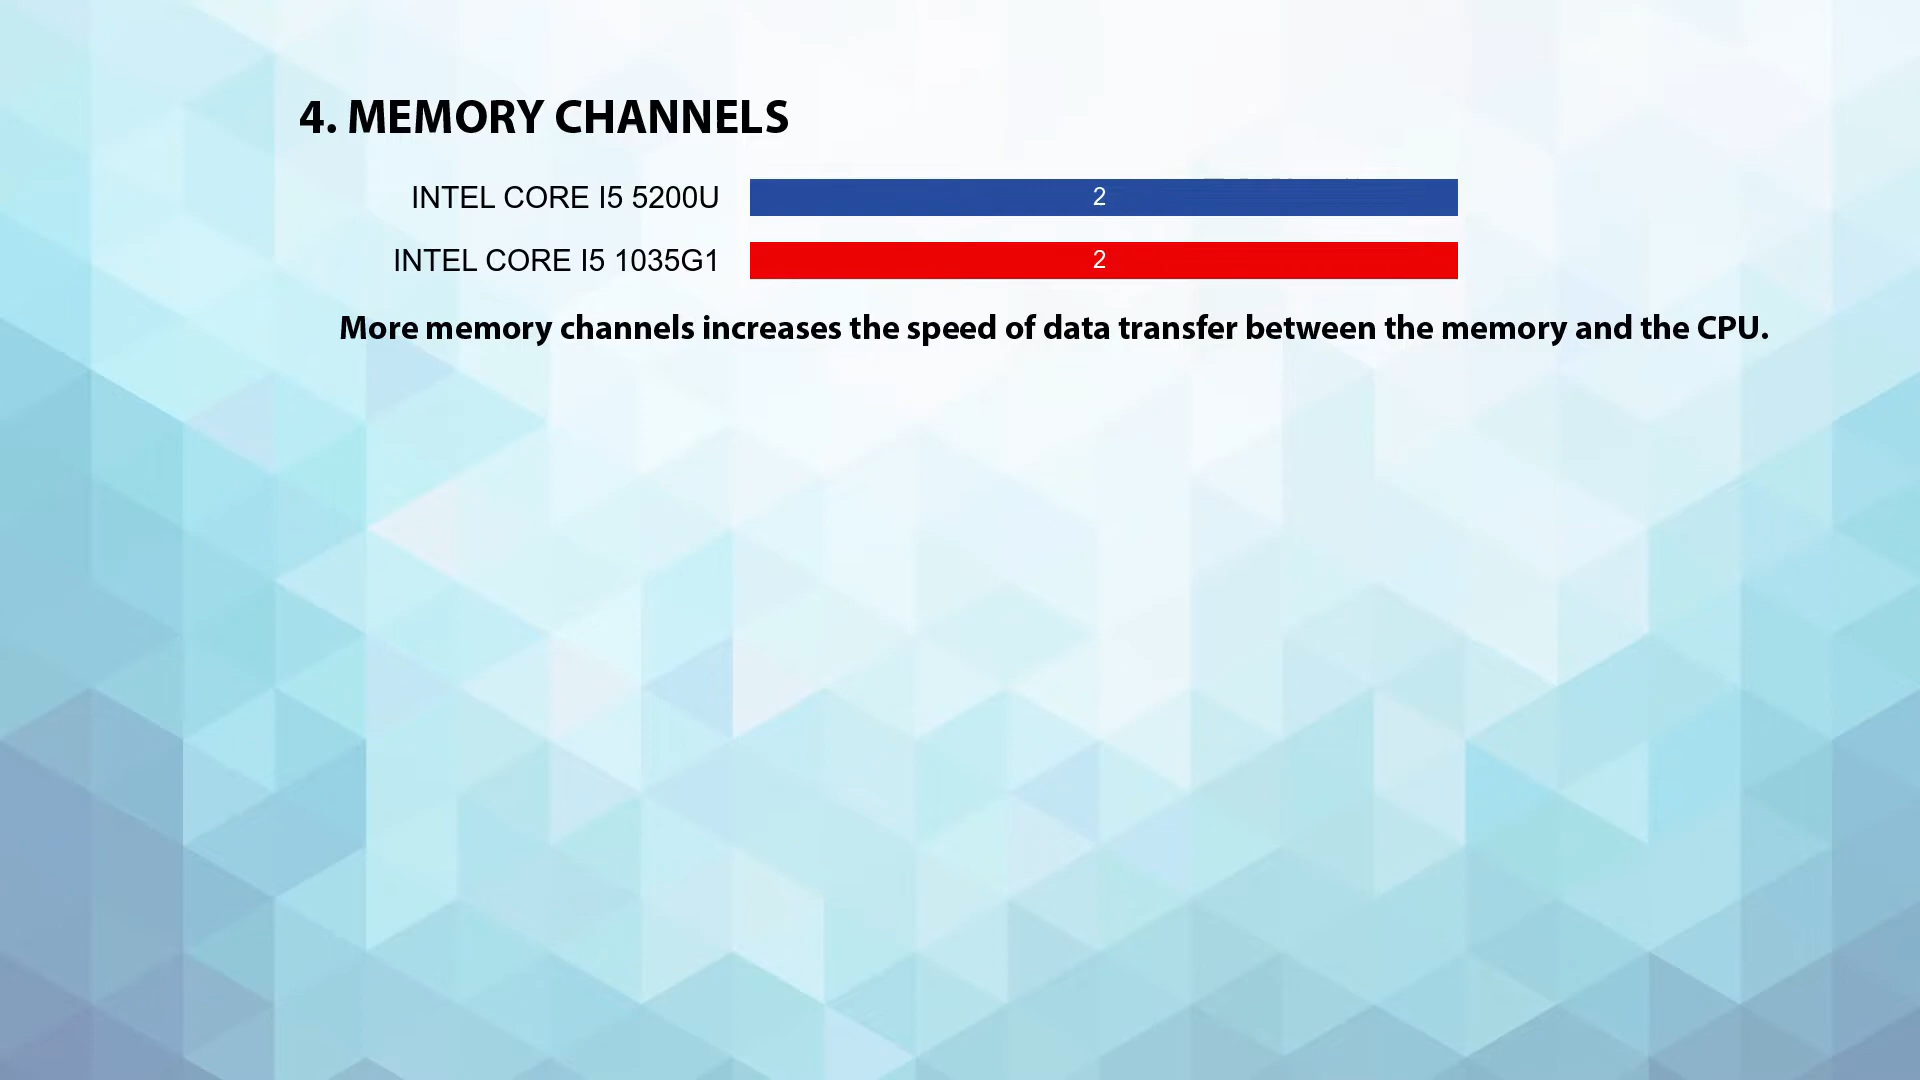 4. MEMORY CHANNELS
INTEL CORE I5 5200U 2
INTEL CORE I5 1035G1 2
More memory channels increases the speed of data transfer between the memory and the CPU.